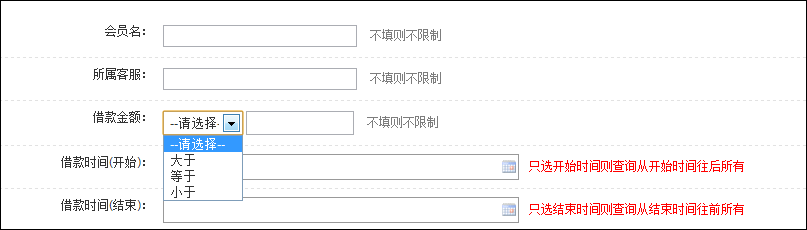 会员名： 不填则不限制
所属客服： 不填则不限制
借款金额： --请选择- 不填则不限制
--请选择--
大于
借款时间(开始)： 只选开始时间则查询从开始时间往后所有
等于
小于
借款时间(结束)： 只选结束时间则查询从结束时间往前所有